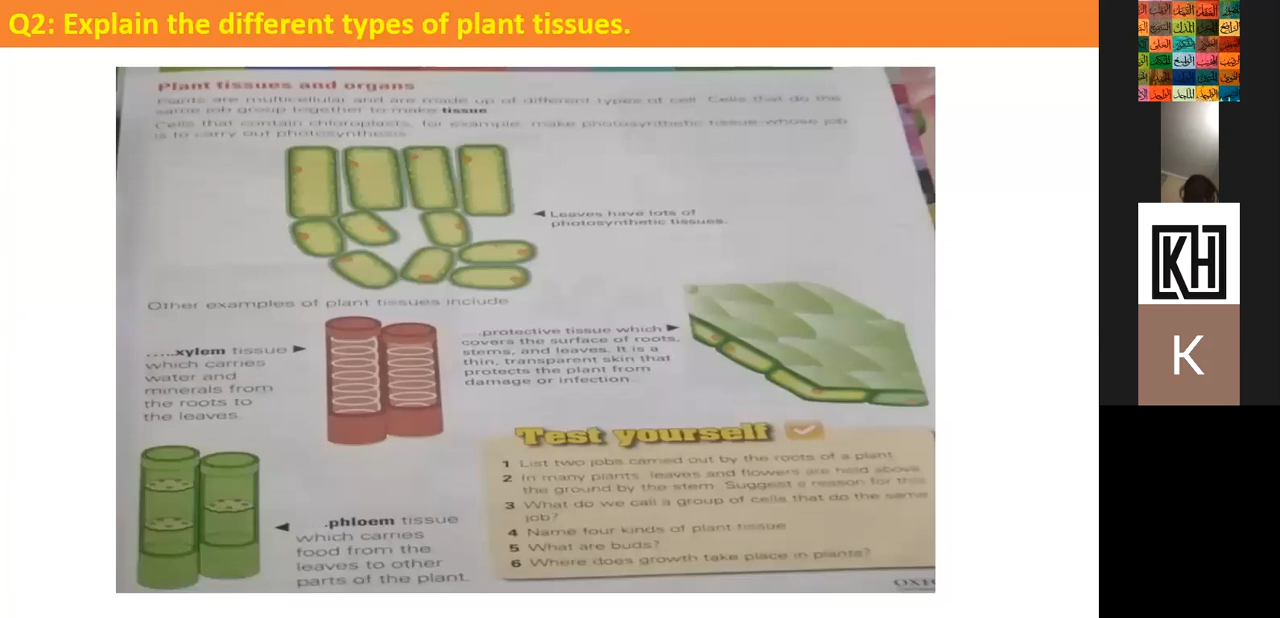 Q2: Explain the different types of plant tissues.
Plant tissues and organs
Plants are multicellular and are made up of different types of cell. Cells that do the
same job group together to make tissue
Cells that contain chloroplasts, for example, make photosynthetic tissue whose job
is to carry out photosynthesis
◄ Leaves have lots of
photosynthetic tissues.
Other examples of plant tissues include
.....xylem tissue ►
which carries
water and
minerals from
the roots to
the leaves.
...protective tissue which ►
covers the surface of roots,
stems, and leaves. It is a
thin, transparent skin that
protects the plant from
damage or infection.
◄ .phloem tissue
which carries
food from the
leaves to other
parts of the plant.
Test yourself
1 List two jobs carried out by the roots of a plant
2 In many plants, leaves and flowers are held above
the ground by the stem. Suggest a reason for this
3 What do we call a group of cells that do the same
job?
4 Name four kinds of plant tissue
5 What are buds?
6 Where does growth take place in plants?
KH
K